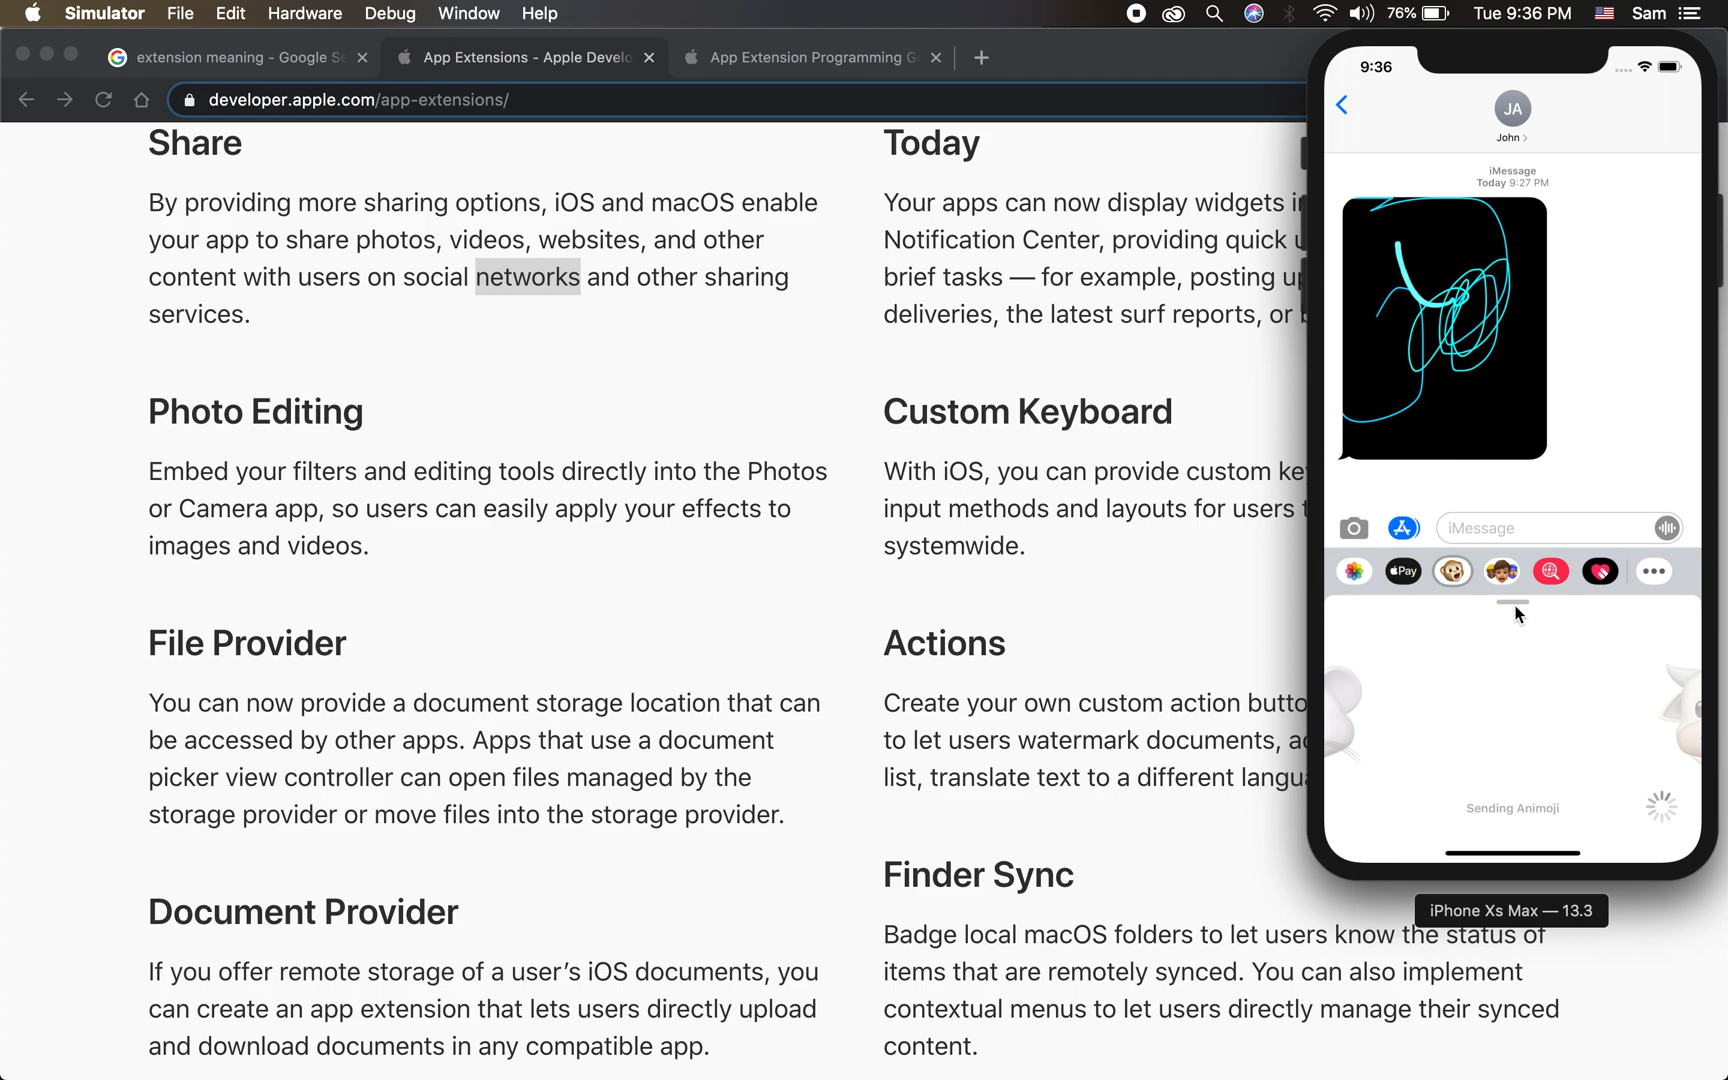 Simulator File Edit Hardware Debug Window Help
76% Tue 9:36 PM Sam
extension meaning - Google Se
App Extensions - Apple Develo
App Extension Programming G
developer.apple.com/app-extensions/
Share
By providing more sharing options, iOS and macOS enable
your app to share photos, videos, websites, and other
content with users on social networks and other sharing
services.
Today
Your apps can now display widgets in
Notification Center, providing quick u
brief tasks — for example, posting up
deliveries, the latest surf reports, or b
Photo Editing
Embed your filters and editing tools directly into the Photos
or Camera app, so users can easily apply your effects to
images and videos.
Custom Keyboard
With iOS, you can provide custom key
input methods and layouts for users t
systemwide.
File Provider
You can now provide a document storage location that can
be accessed by other apps. Apps that use a document
picker view controller can open files managed by the
storage provider or move files into the storage provider.
Actions
Create your own custom action butto
to let users watermark documents, ad
list, translate text to a different langua
Document Provider
If you offer remote storage of a user’s iOS documents, you
can create an app extension that lets users directly upload
and download documents in any compatible app.
Finder Sync
Badge local macOS folders to let users know the status of
items that are remotely synced. You can also implement
contextual menus to let users directly manage their synced
content.
9:36
JA
John
iMessage
Today 9:27 PM
iMessage
Pay
Sending Animoji
iPhone Xs Max — 13.3